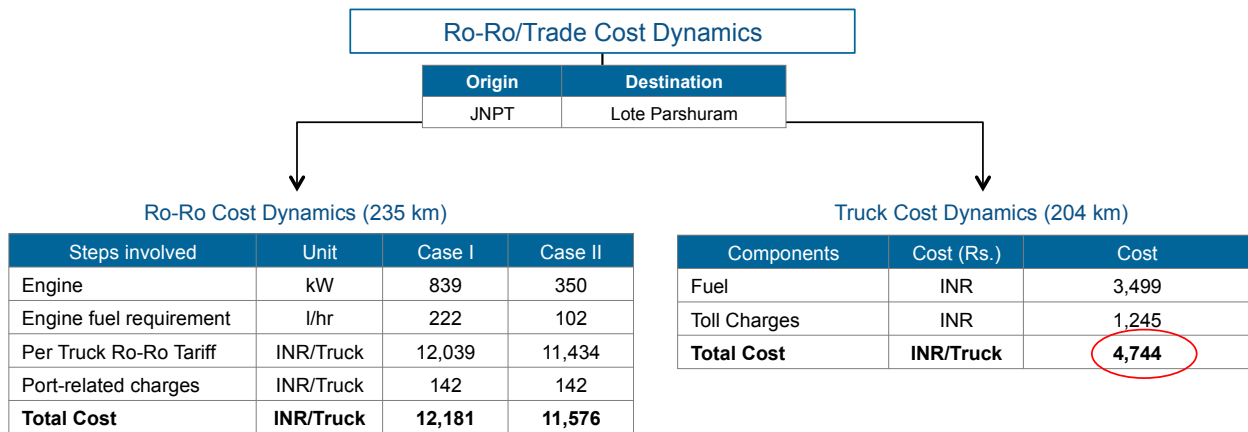 Ro-Ro/Trade Cost Dynamics
Origin Destination
JNPT Lote Parshuram
Ro-Ro Cost Dynamics (235 km)
Steps involved Unit Case I Case II
Engine kW 839 350
Engine fuel requirement l/hr 222 102
Per Truck Ro-Ro Tariff INR/Truck 12,039 11,434
Port-related charges INR/Truck 142 142
Total Cost INR/Truck 12,181 11,576
Truck Cost Dynamics (204 km)
Components Cost (Rs.) Cost
Fuel INR 3,499
Toll Charges INR 1,245
Total Cost INR/Truck 4,744